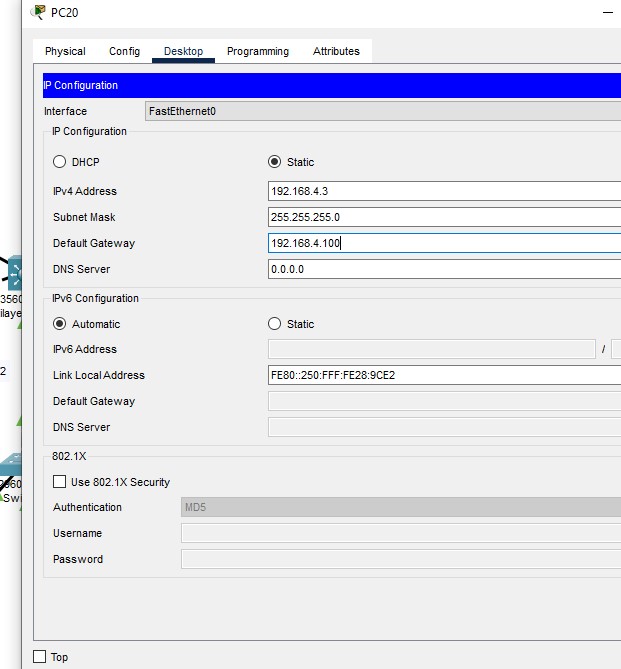 PC20
Physical Config Desktop Programming Attributes
IP Configuration
Interface FastEthernet0
IP Configuration
DHCP Static
IPv4 Address 192.168.4.3
Subnet Mask 255.255.255.0
Default Gateway 192.168.4.100
DNS Server 0.0.0.0
IPv6 Configuration
Automatic Static
IPv6 Address /
Link Local Address FE80::250:FFF:FE28:9CE2
Default Gateway
DNS Server
802.1X
Use 802.1X Security
Authentication MD5
Username
Password
Top
3560
ilaye
2
2960
Swi